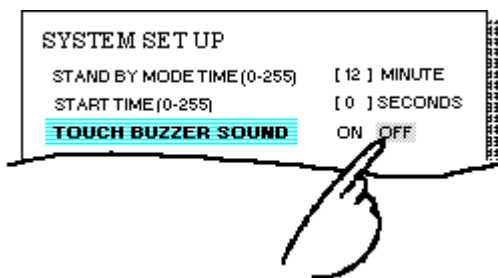 SYSTEM SET UP
STAND BY MODE TIME (0-255) [ 12 ] MINUTE
START TIME (0-255) [ 0 ] SECONDS
TOUCH BUZZER SOUND ON OFF